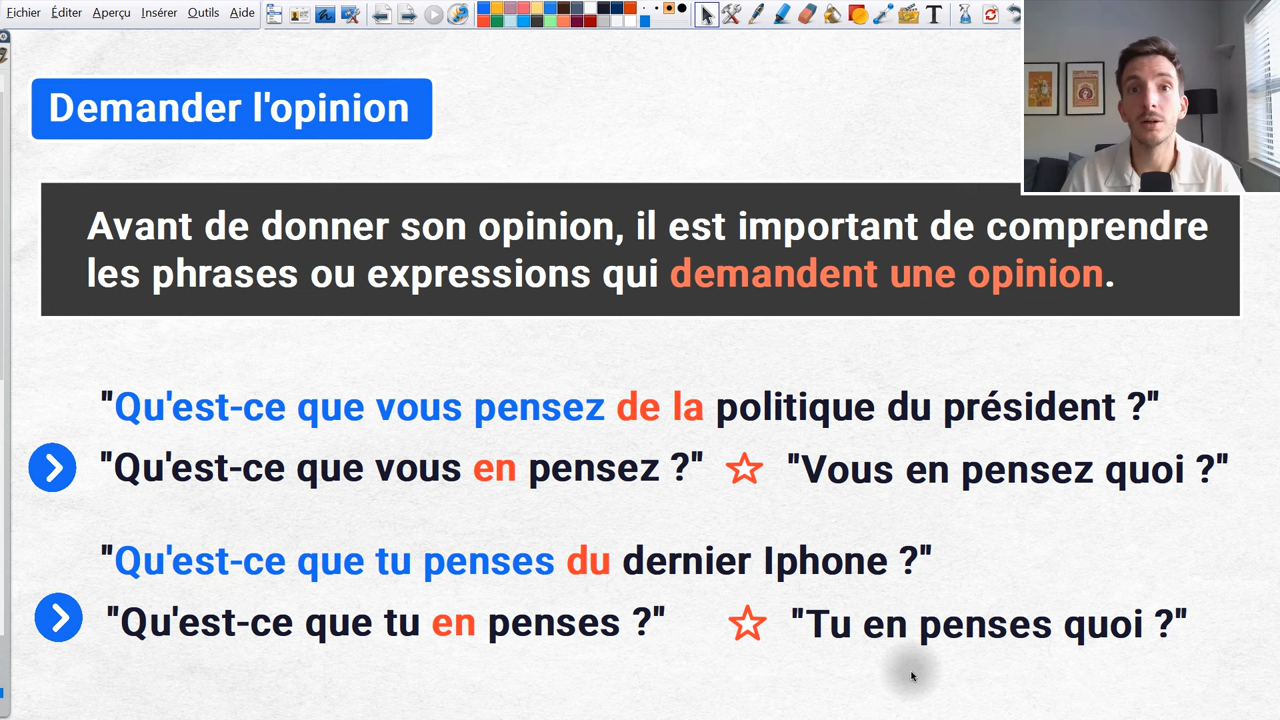 Fichier Éditer Aperçu Insérer Outils Aide
Demander l'opinion
Avant de donner son opinion, il est important de comprendre
les phrases ou expressions qui demandent une opinion.
"Qu'est-ce que vous pensez de la politique du président ?"
"Qu'est-ce que vous en pensez ?" "Vous en pensez quoi ?"
"Qu'est-ce que tu penses du dernier Iphone ?"
"Qu'est-ce que tu en penses ?" "Tu en penses quoi ?"